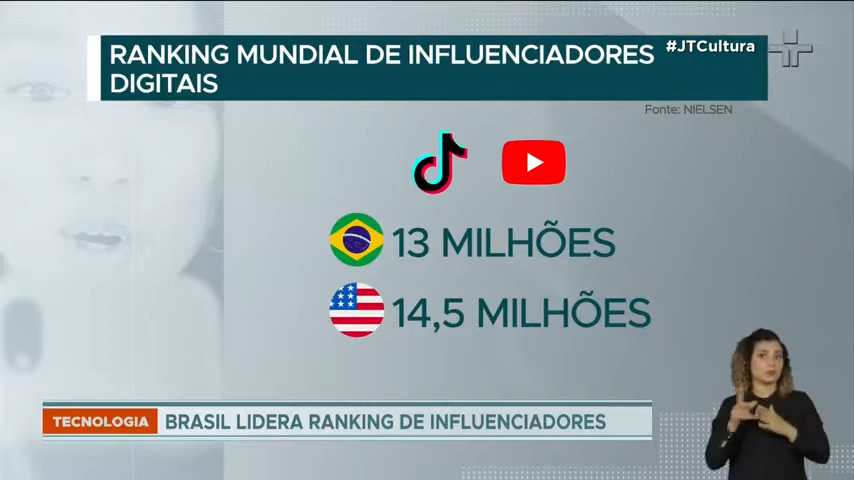 RANKING MUNDIAL DE INFLUENCIADORES
DIGITAIS
#JTCultura
Fonte: NIELSEN
13 MILHÕES
14,5 MILHÕES
TECNOLOGIA
BRASIL LIDERA RANKING DE INFLUENCIADORES